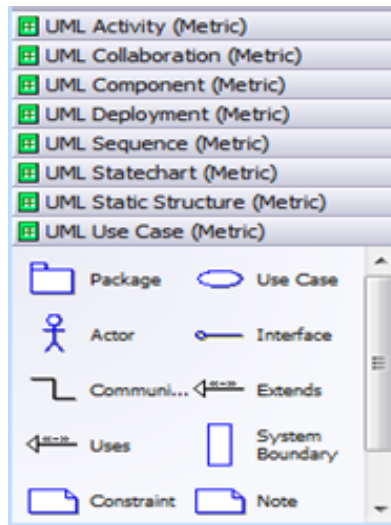 UML Activity (Metric)
UML Collaboration (Metric)
UML Component (Metric)
UML Deployment (Metric)
UML Sequence (Metric)
UML Statechart (Metric)
UML Static Structure (Metric)
UML Use Case (Metric)
Package
Use Case
Actor
Interface
Communi...
Extends
Uses
System
Boundary
Constraint
Note